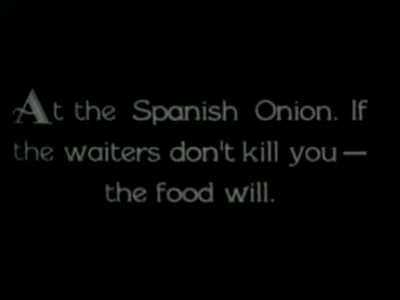 At the Spanish Onion. If
the waiters don't kill you—
the food will.